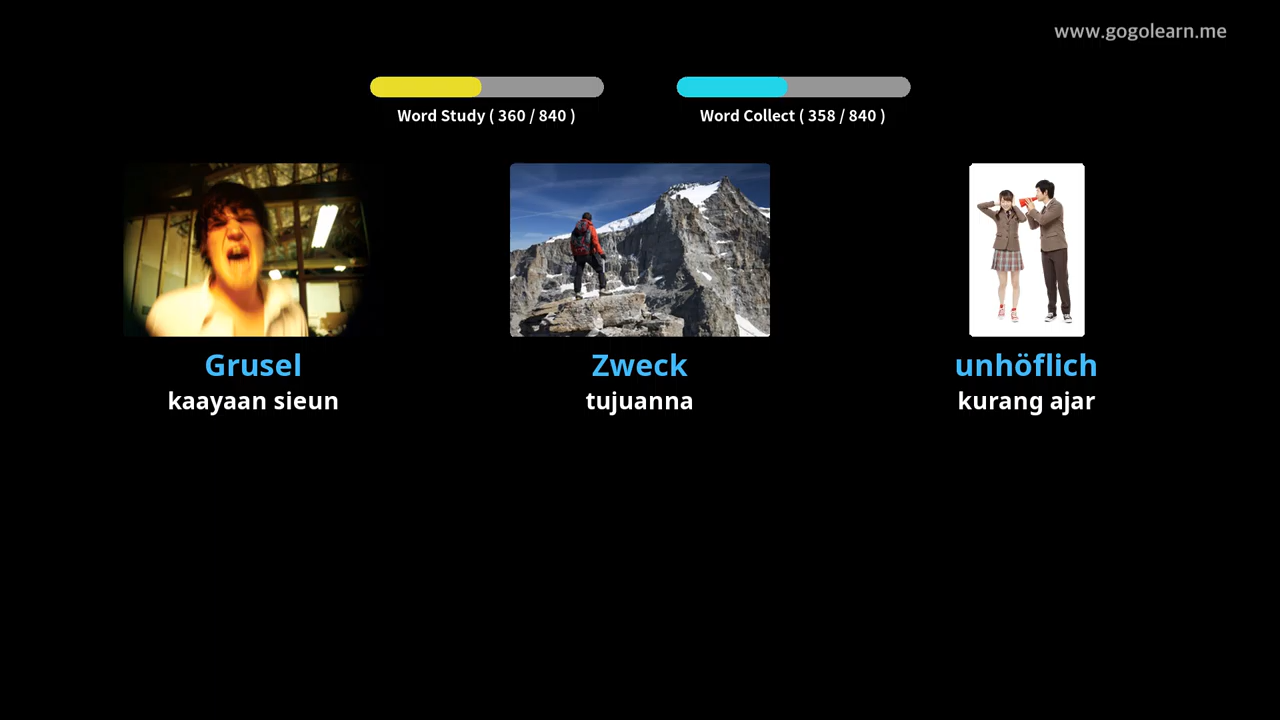 www.gogolearn.me
Word Study ( 360 / 840 )
Word Collect ( 358 / 840 )
Grusel
Zweck
unhöflich
kaayaan sieun
tujuanna
kurang ajar